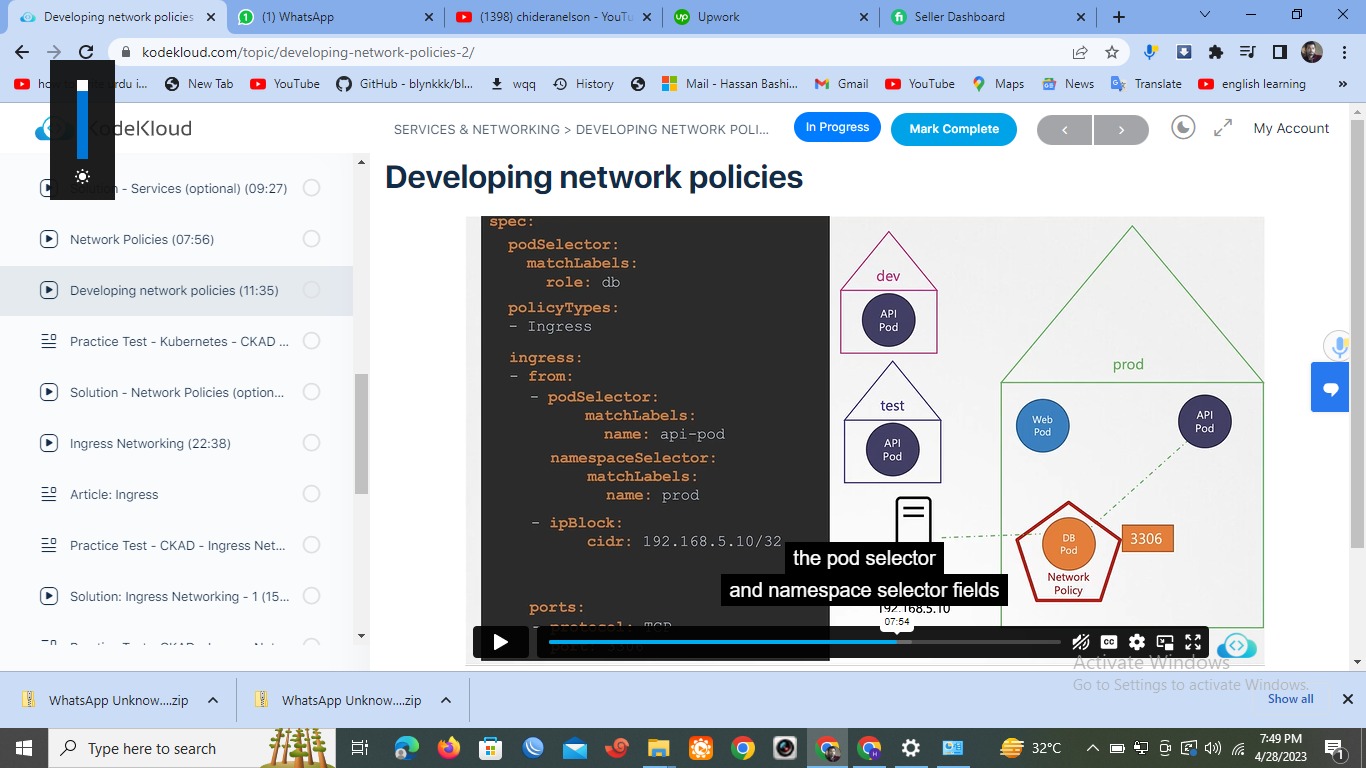 Developing network policies
(1) WhatsApp
(1398) chideranelson - YouTu
Upwork
Seller Dashboard
kodekloud.com/topic/developing-network-policies-2/
urdu i...
New Tab
YouTube
GitHub - blynkkk/bl...
wqq
History
Mail - Hassan Bashi...
Gmail
YouTube
Maps
News
Translate
english learning
»
KodeKloud
SERVICES & NETWORKING > DEVELOPING NETWORK POLI...
In Progress
Mark Complete
<
>
My Account
Solution - Services (optional) (09:27)
Network Policies (07:56)
Developing network policies (11:35)
Practice Test - Kubernetes - CKAD ...
Solution - Network Policies (option...
Ingress Networking (22:38)
Article: Ingress
Practice Test - CKAD - Ingress Net...
Solution: Ingress Networking - 1 (15...
Developing network policies
spec:
podSelector:
matchLabels:
role: db
policyTypes:
- Ingress
ingress:
- from:
- podSelector:
matchLabels:
name: api-pod
namespaceSelector:
matchLabels:
name: prod
- ipBlock:
cidr: 192.168.5.10/32
ports:
- protocol: TCP
port: 3306
dev
API
Pod
test
API
Pod
prod
Web
Pod
API
Pod
DB
Pod
Network
Policy
3306
192.168.5.10
the pod selector
and namespace selector fields
07:54
CC
Activate Windows
Go to Settings to activate Windows.
WhatsApp Unknow....zip
WhatsApp Unknow....zip
Show all
Type here to search
32°C
7:49 PM
4/28/2023
1